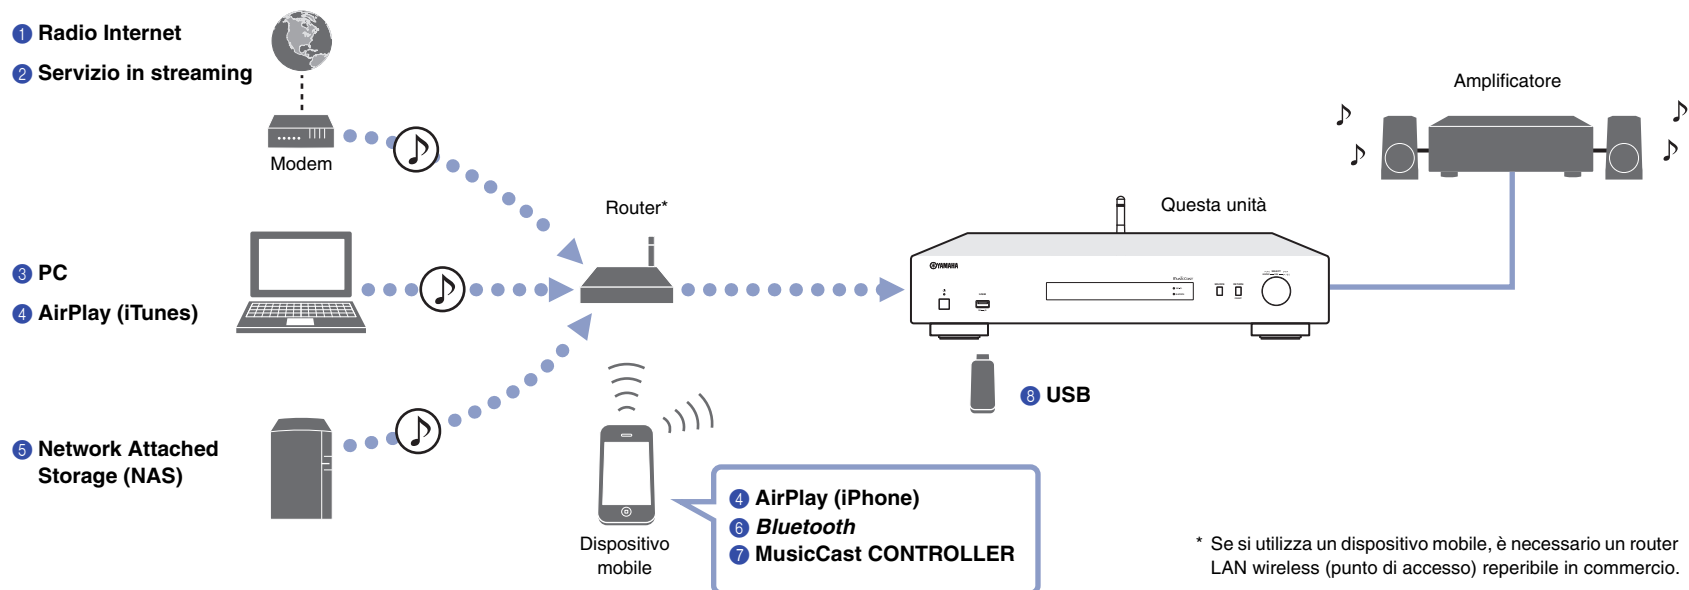 1 Radio Internet
2 Servizio in streaming
Modem
3 PC
4 AirPlay (iTunes)
5 Network Attached
Storage (NAS)
Router*
Dispositivo
mobile
4 AirPlay (iPhone)
6 Bluetooth
7 MusicCast CONTROLLER
Questa unità
YAMAHA
8 USB
Amplificatore
* Se si utilizza un dispositivo mobile, è necessario un router
LAN wireless (punto di accesso) reperibile in commercio.